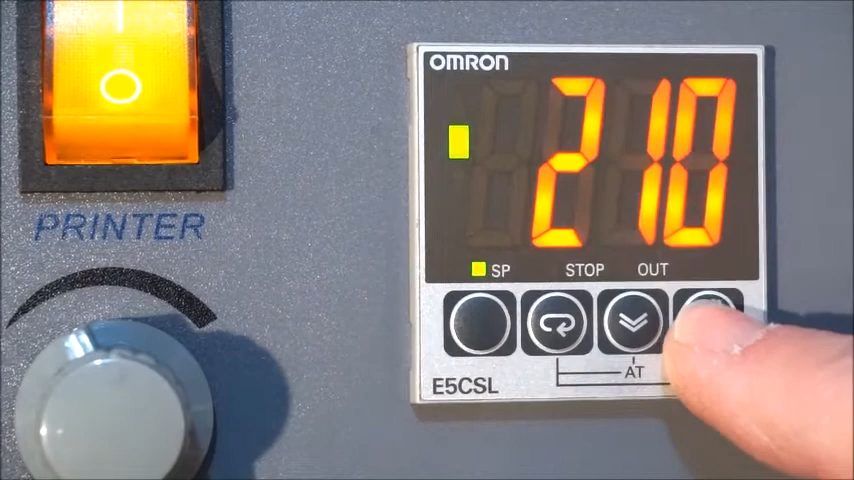 OMRON
210
PRINTER
SP STOP OUT
AT
E5CSL